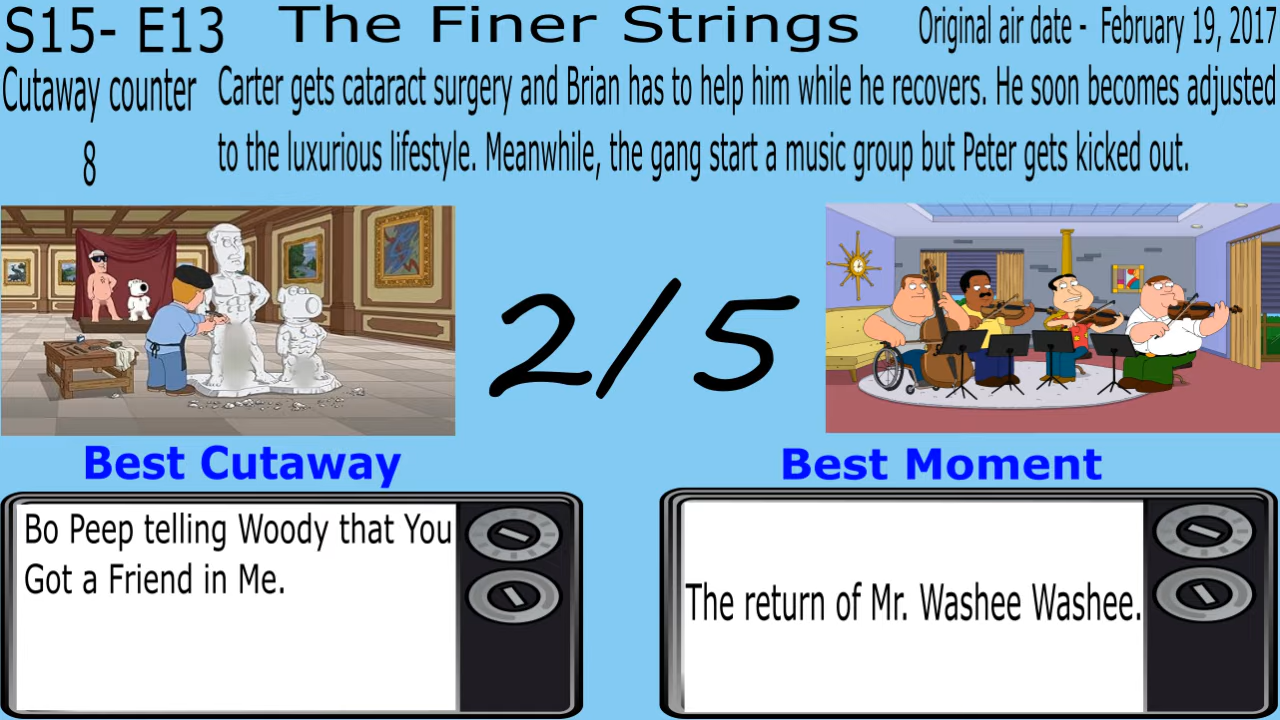 S15- E13
The Finer Strings
Original air date - February 19, 2017
Cutaway counter
8
Carter gets cataract surgery and Brian has to help him while he recovers. He soon becomes adjusted
to the luxurious lifestyle. Meanwhile, the gang start a music group but Peter gets kicked out.
2/5
Best Cutaway
Best Moment
Bo Peep telling Woody that You
Got a Friend in Me.
The return of Mr. Washee Washee.